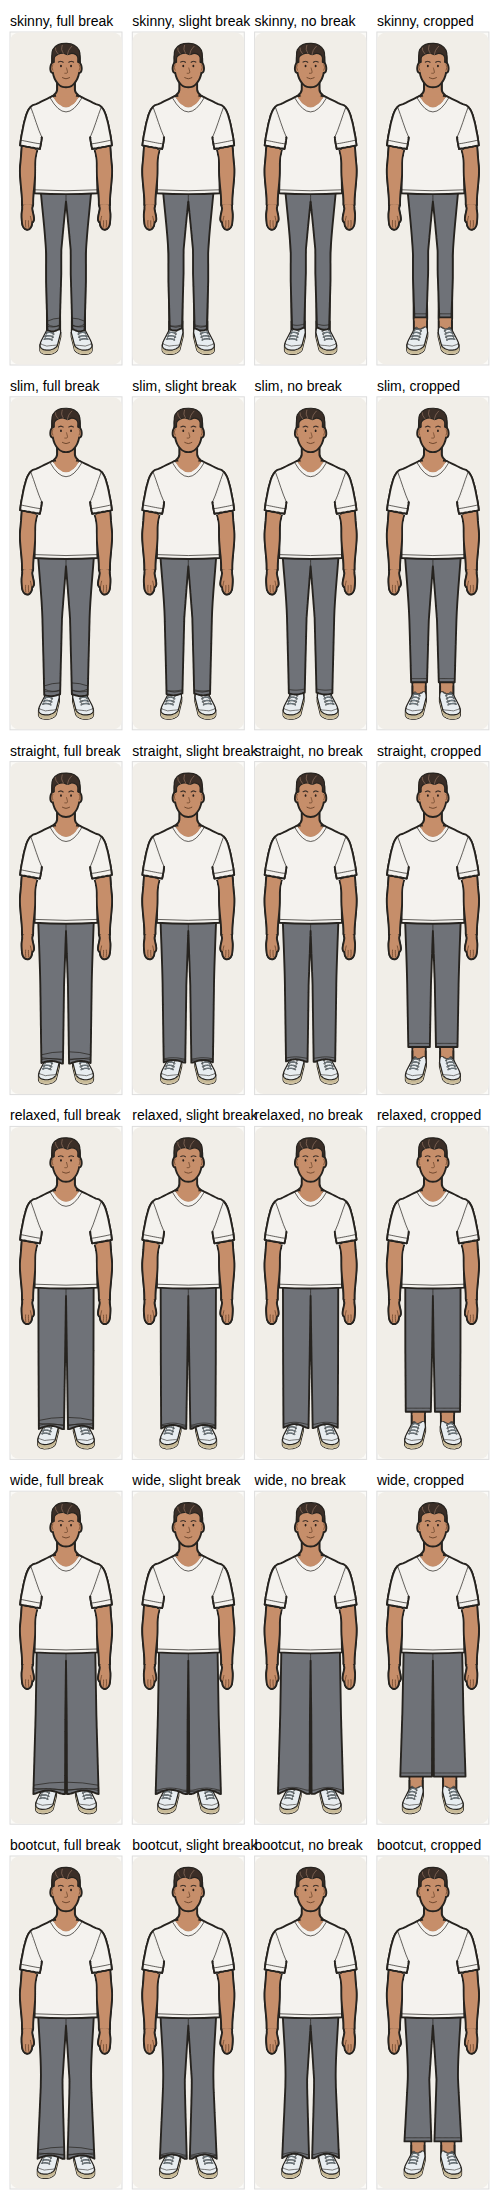 skinny, full break
skinny, slight break
skinny, no break
skinny, cropped
slim, full break
slim, slight break
slim, no break
slim, cropped
straight, full break
straight, slight break
straight, no break
straight, cropped
relaxed, full break
relaxed, slight break
relaxed, no break
relaxed, cropped
wide, full break
wide, slight break
wide, no break
wide, cropped
bootcut, full break
bootcut, slight break
bootcut, no break
bootcut, cropped